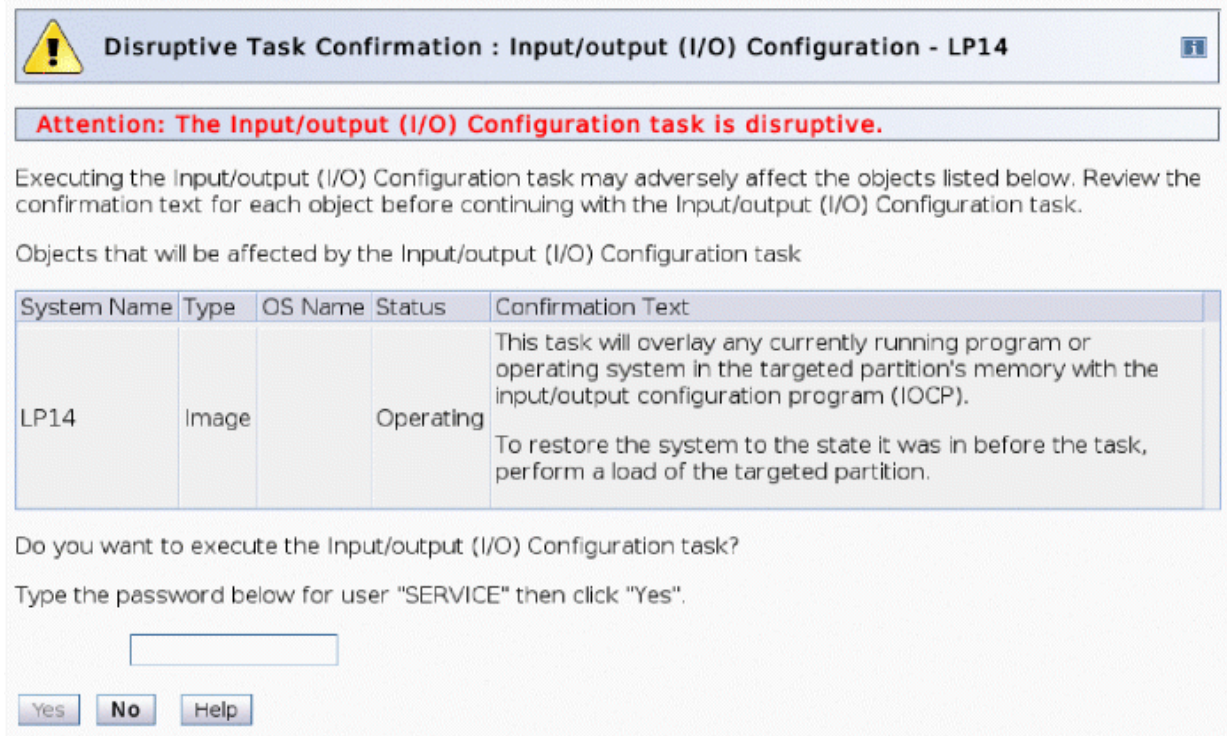 Disruptive Task Confirmation : Input/output (I/O) Configuration - LP14
Attention: The Input/output (I/O) Configuration task is disruptive.
Executing the Input/output (I/O) Configuration task may adversely affect the objects listed below. Review the
confirmation text for each object before continuing with the Input/output (I/O) Configuration task.
Objects that will be affected by the Input/output (I/O) Configuration task
System Name Type OS Name Status Confirmation Text
This task will overlay any currently running program or
operating system in the targeted partition's memory with the
input/output configuration program (IOCP).
LP14 Image Operating
To restore the system to the state it was in before the task,
perform a load of the targeted partition.
Do you want to execute the Input/output (I/O) Configuration task?
Type the password below for user "SERVICE" then click "Yes".
Yes No Help